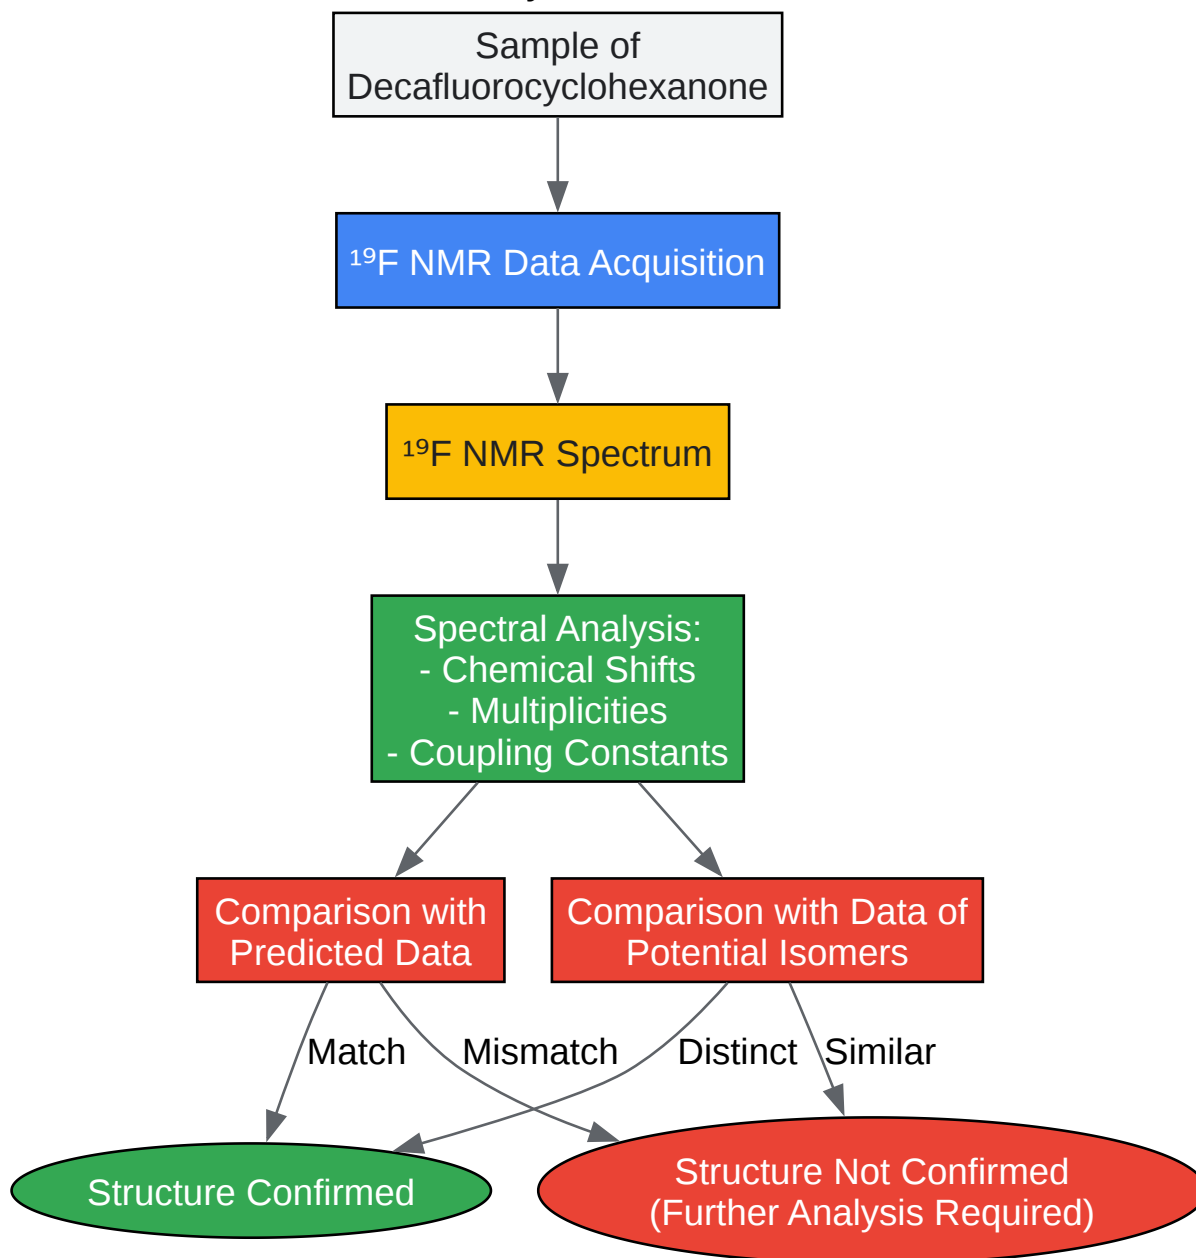 Sample of
Decafluorocyclohexanone
¹⁹F NMR Data Acquisition
¹⁹F NMR Spectrum
Spectral Analysis:
- Chemical Shifts
- Multiplicities
- Coupling Constants
Comparison with
Predicted Data
Comparison with Data of
Potential Isomers
Match
Mismatch
Distinct
Similar
Structure Confirmed
Structure Not Confirmed
(Further Analysis Required)